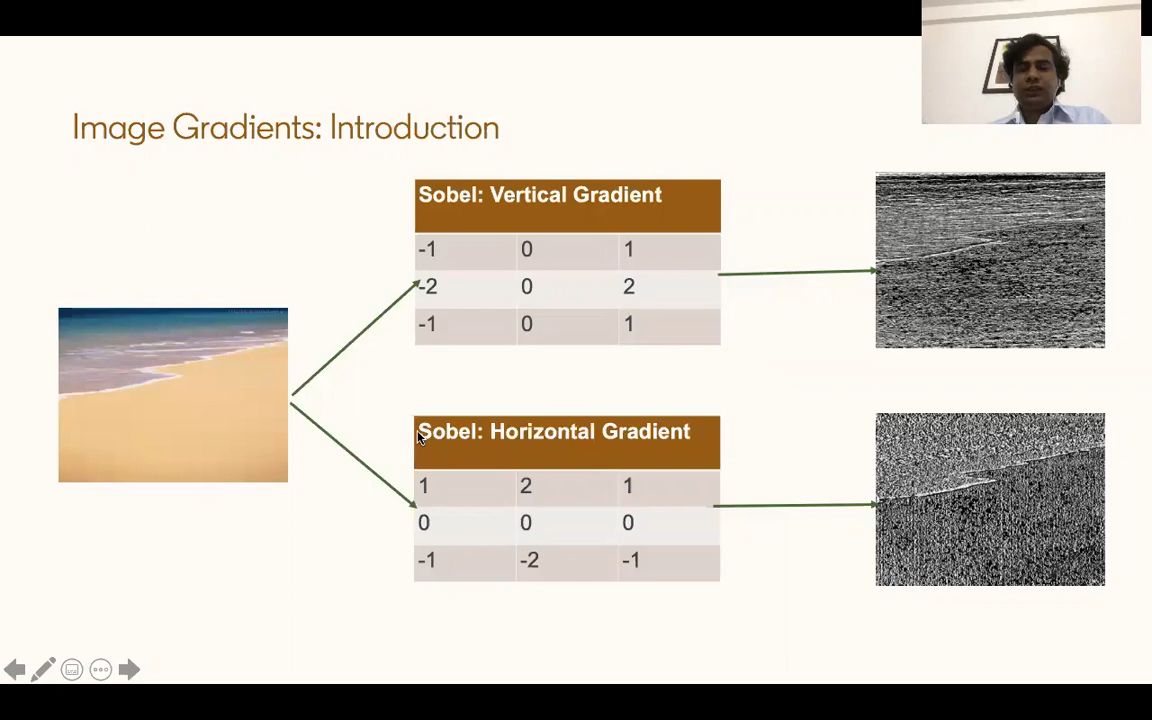 Image Gradients: Introduction
Sobel: Vertical Gradient
-1 0 1
-2 0 2
-1 0 1
Sobel: Horizontal Gradient
1 2 1
0 0 0
-1 -2 -1